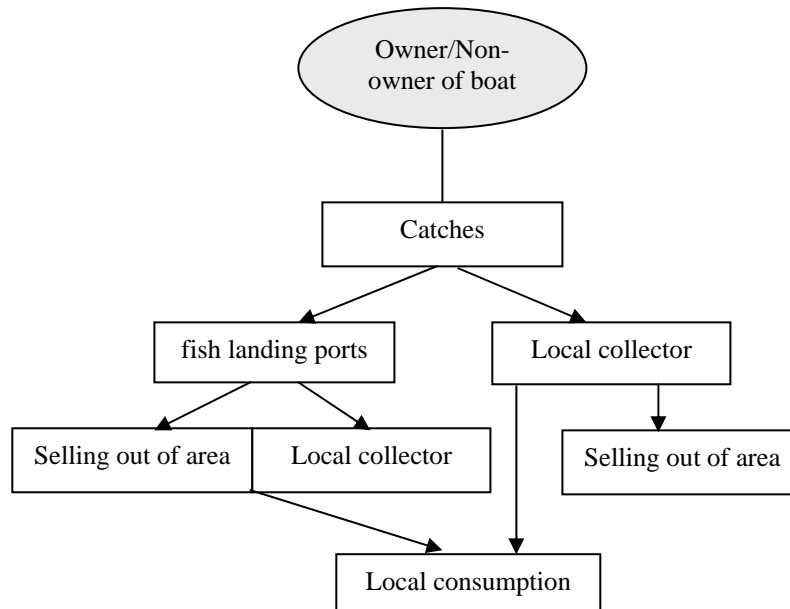 Owner/Non-
owner of boat
Catches
fish landing ports
Local collector
Selling out of area
Local collector
Selling out of area
Local consumption